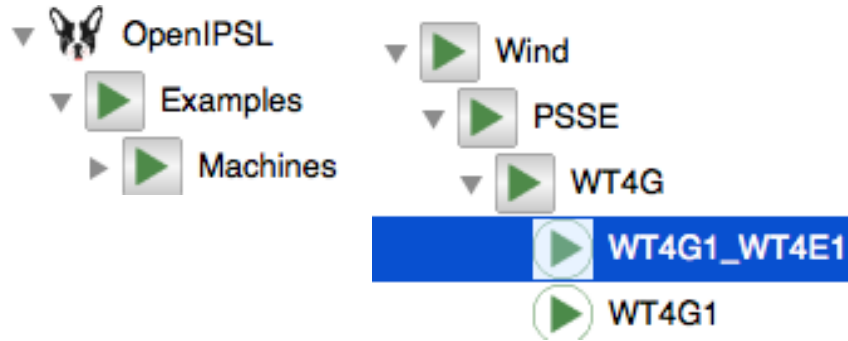 OpenIPSL
Examples
Machines
Wind
PSSE
WT4G
WT4G1_WT4E1
WT4G1